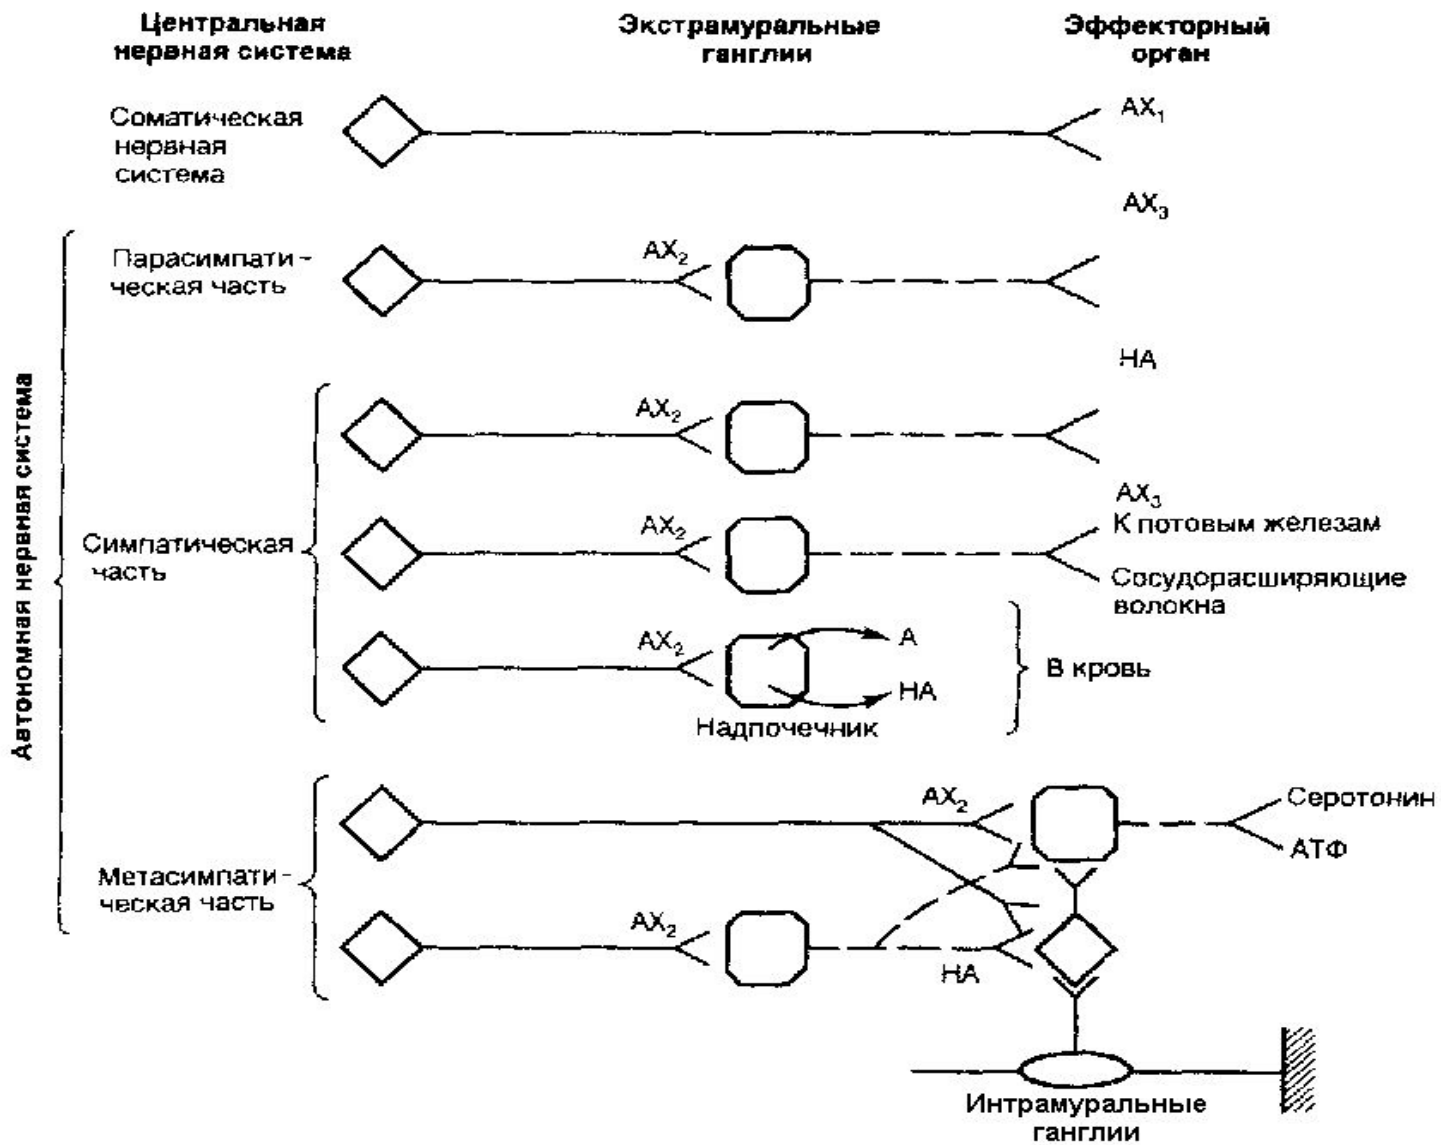 Центральная
нервная система
Экстрамуральные
ганглии
Эффекторный
орган
Соматическая
нервная
система
АХ₁
АХ₃
Парасимпати-
ческая часть
АХ₂
НА
АХ₂
АХ₃
Автономная нервная система
Симпатическая
часть
АХ₂
К потовым железам
Сосудорасширяющие
волокна
АХ₂
А
НА
В кровь
Надпочечник
АХ₂
Серотонин
АТФ
Метасимпати-
ческая часть
АХ₂
НА
Интрамуральные
ганглии